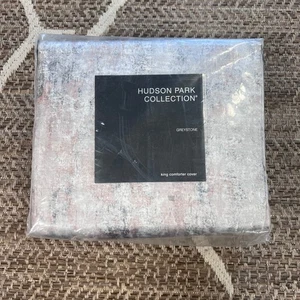 HUDSON PARK
COLLECTION®
GREYSTONE
king comforter cover